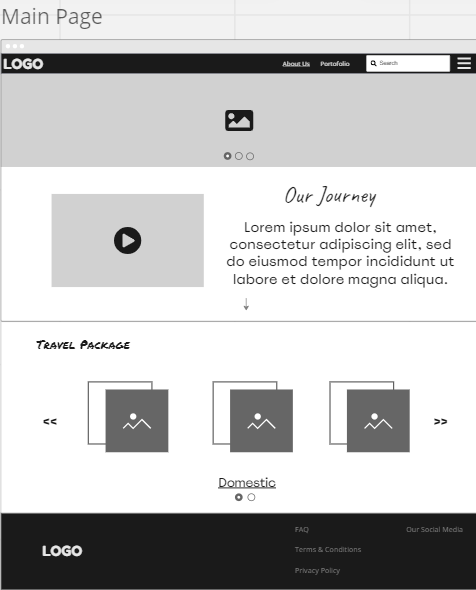 Main Page
LOGO
About Us
Portofolio
Search
Our Journey
Lorem ipsum dolor sit amet,
consectetur adipiscing elit, sed
do eiusmod tempor incididunt ut
labore et dolore magna aliqua.
Travel Package
<<
>>
Domestic
LOGO
FAQ
Our Social Media
Terms & Conditions
Privacy Policy